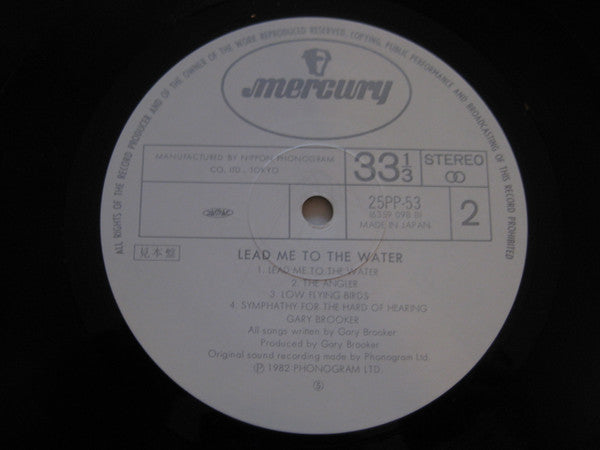 ALL RIGHTS OF THE RECORD PRODUCER AND OF THE OWNER OF THE WORK REPRODUCED RESERVED. COPYING, PUBLIC PERFORMANCE AND BROADCASTING OF THIS RECORD PROHIBITED
mercury
MANUFACTURED BY NIPPON PHONOGRAM
CO. LTD., TOKYO
33 1/3
STEREO
25PP-53
(6359 098 B)
MADE IN JAPAN
2
見本盤
LEAD ME TO THE WATER
1. LEAD ME TO THE WATER
2. THE ANGLER
3. LOW FLYING BIRDS
4. SYMPHATHY FOR THE HARD OF HEARING
GARY BROOKER
All songs written by Gary Brooker
Produced by Gary Brooker
Original sound recording made by Phonogram Ltd.
Ⓟ 1982 PHONOGRAM LTD.
Ⓢ